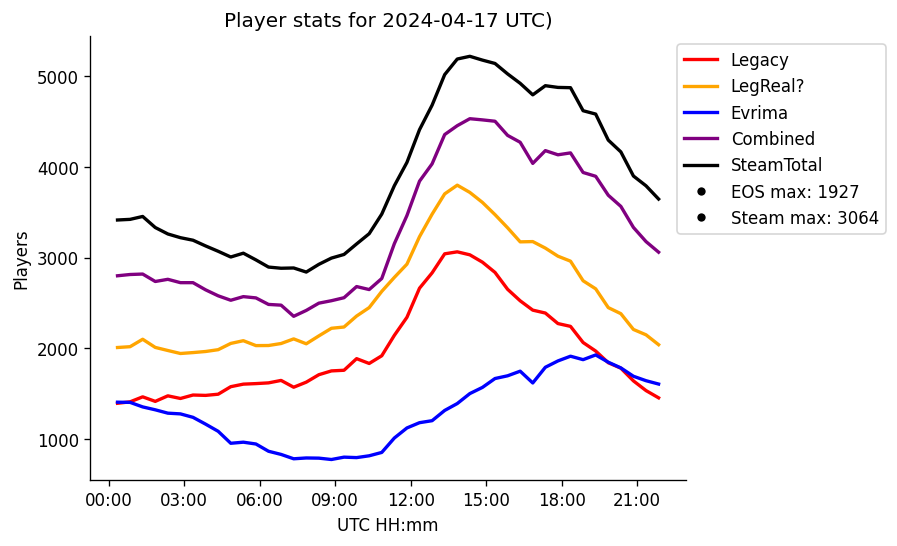 Player stats for 2024-04-17 UTC)
Players
5000
4000
3000
2000
1000
00:00 03:00 06:00 09:00 12:00 15:00 18:00 21:00
UTC HH:mm
Legacy
LegReal?
Evrima
Combined
SteamTotal
EOS max: 1927
Steam max: 3064